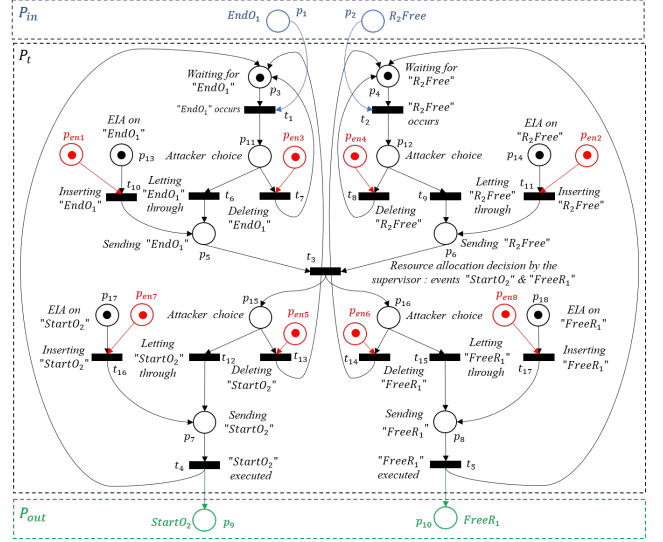 P_in
EndO_1
p_1
p_2
R_2Free
P_t
Waiting for
"EndO_1"
p_3
Waiting for
"R_2Free"
p_4
"EndO_1" occurs
t_1
t_2
"R_2Free"
occurs
EIA on
"EndO_1"
p_en1
p_13
p_11
p_en3
Attacker choice
p_en4
p_12
Attacker choice
EIA on
"R_2Free"
p_14
p_en2
t_10
Inserting
"EndO_1"
Letting
"EndO_1"
through
t_6
t_7
Deleting
"EndO_1"
t_8
Deleting
"R_2Free"
t_9
Letting
"R_2Free"
through
t_11
Inserting
"R_2Free"
Sending "EndO_1"
p_5
t_3
p_6
Sending "R_2Free"
Resource allocation decision by the
supervisor : events "StartO_2" & "FreeR_1"
p_17
p_en7
EIA on
"StartO_2"
p_15
Attacker choice
p_en5
p_16
Attacker choice
p_en6
p_en8
p_18
EIA on
"FreeR_1"
Inserting
"StartO_2"
t_16
Letting
"StartO_2"
through
t_12
t_13
Deleting
"StartO_2"
t_14
Deleting
"FreeR_1"
t_15
Letting
"FreeR_1"
through
t_17
Inserting
"FreeR_1"
Sending
"StartO_2"
p_7
Sending
"FreeR_1"
p_8
t_4
"StartO_2"
executed
"FreeR_1"
executed
t_5
P_out
StartO_2
p_9
p_10
FreeR_1